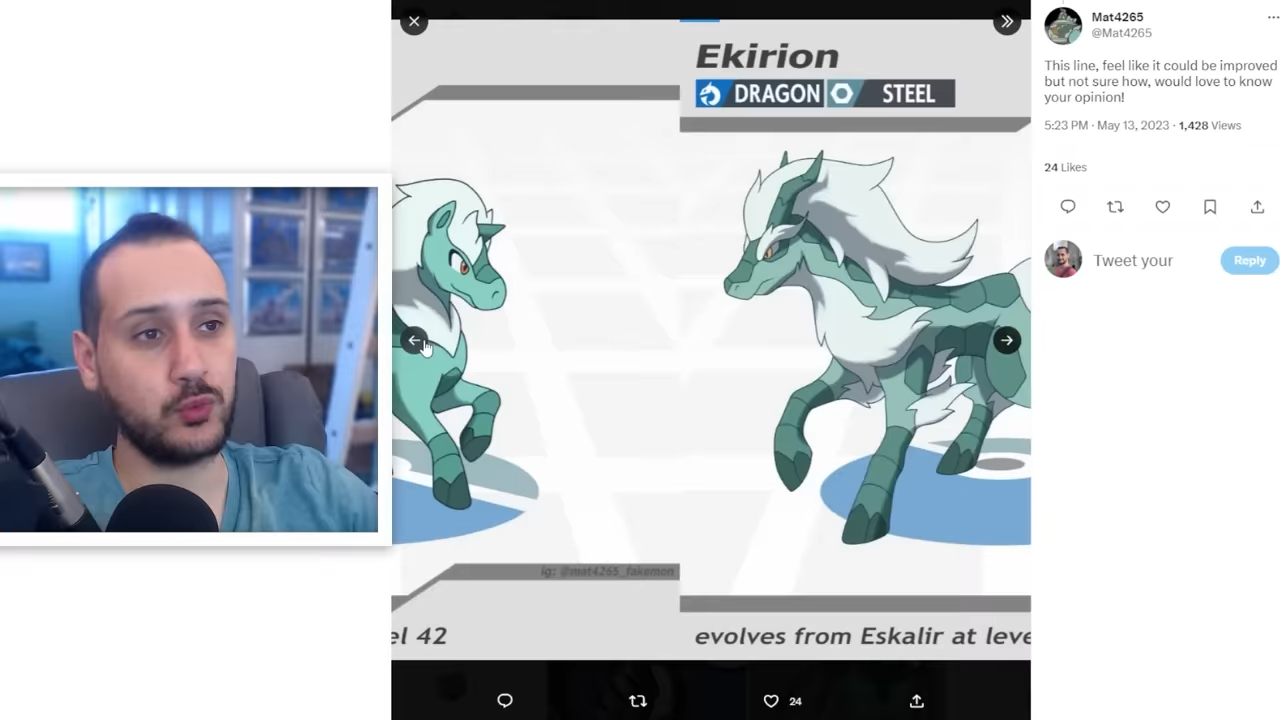 Ekirion
DRAGON STEEL
ig: @mat4265_fakemon
el 42
evolves from Eskalir at leve
24
Mat4265
@Mat4265
This line, feel like it could be improved
but not sure how, would love to know
your opinion!
5:23 PM · May 13, 2023 · 1,428 Views
24 Likes
Tweet your
Reply